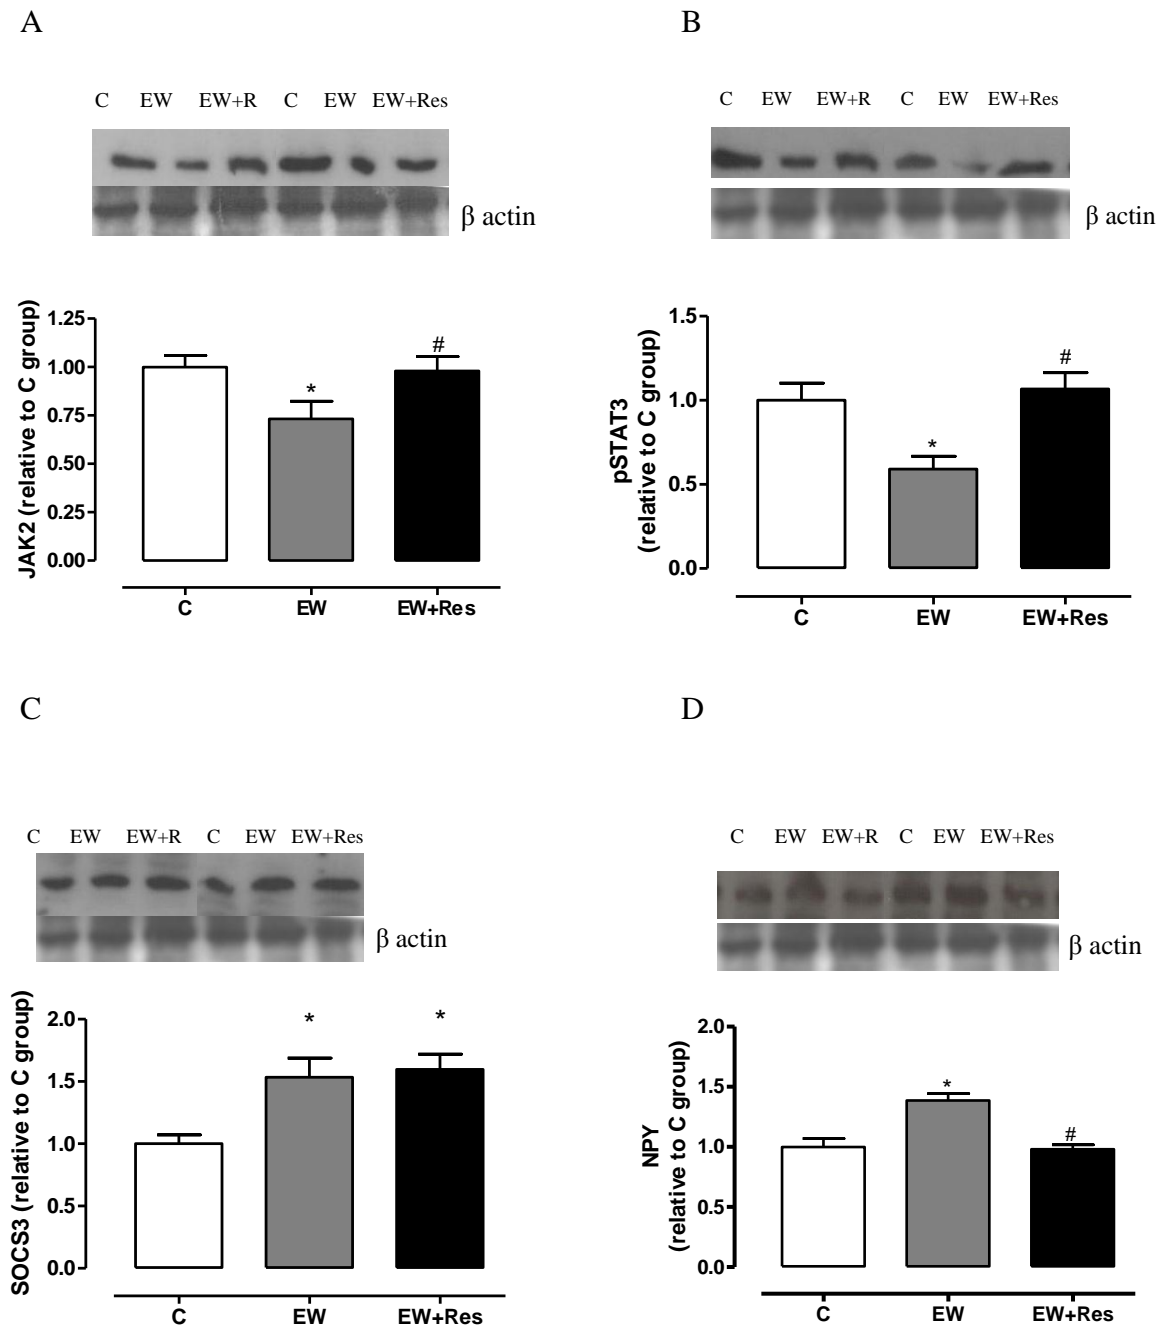 A
B
C EW EW+R C EW EW+Res
C EW EW+R C EW EW+Res
β actin
β actin
JAK2 (relative to C group)
1.25
1.00
0.75
0.50
0.25
0.00
*
#
C EW EW+Res
pSTAT3
(relative to C group)
1.5
1.0
0.5
0.0
*
#
C EW EW+Res
C
D
C EW EW+R C EW EW+Res
C EW EW+R C EW EW+Res
β actin
β actin
SOCS3 (relative to C group)
2.0
1.5
1.0
0.5
0.0
*
*
C EW EW+Res
NPY
(relative to C group)
2.0
1.5
1.0
0.5
0.0
*
#
C EW EW+Res